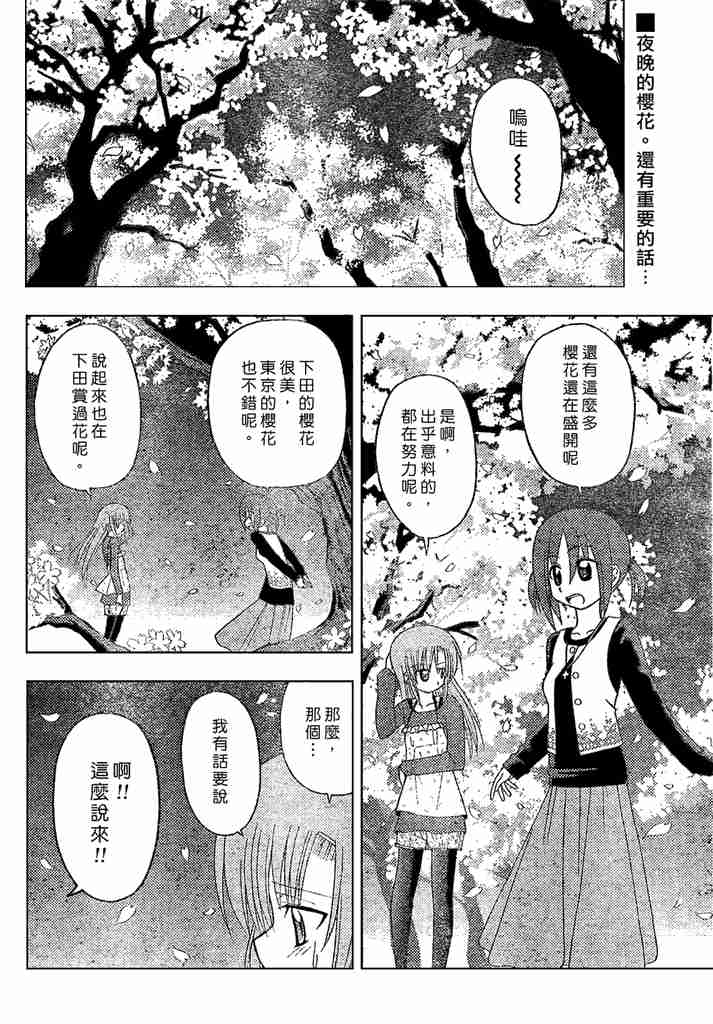 ■夜晚的櫻花。還有重要的話…
嗚哇
還有這麼多
櫻花還在盛開呢
是啊，
出乎意料的，
都在努力呢。
下田的櫻花
很美，
東京的櫻花
也不錯呢。
說起來也在
下田賞過花呢。
那麼，
那個…
我有話要說
啊!!
這麼說來!!